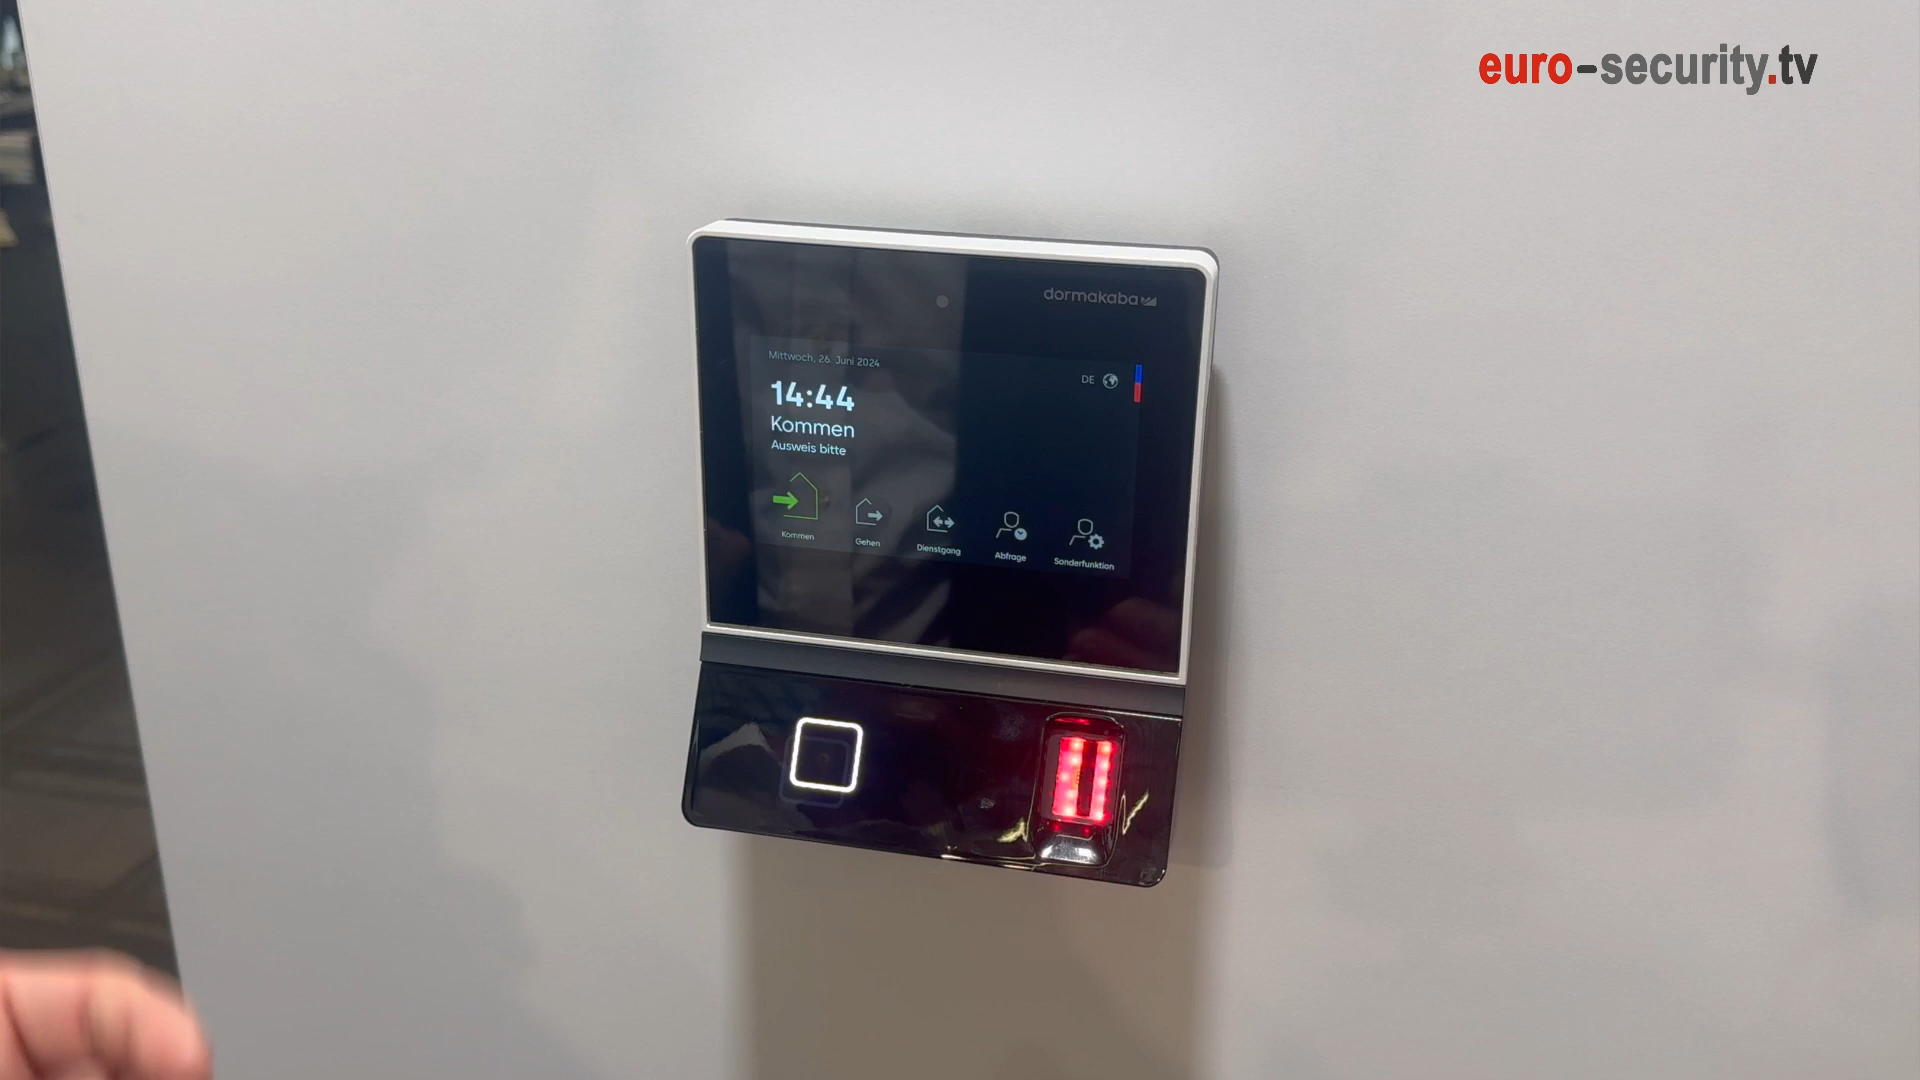 euro-security.tv
dormakaba
Mittwoch, 26. Juni 2024
DE
14:44
Kommen
Ausweis bitte
Kommen
Gehen
Dienstgang
Abfrage
Sonderfunktion